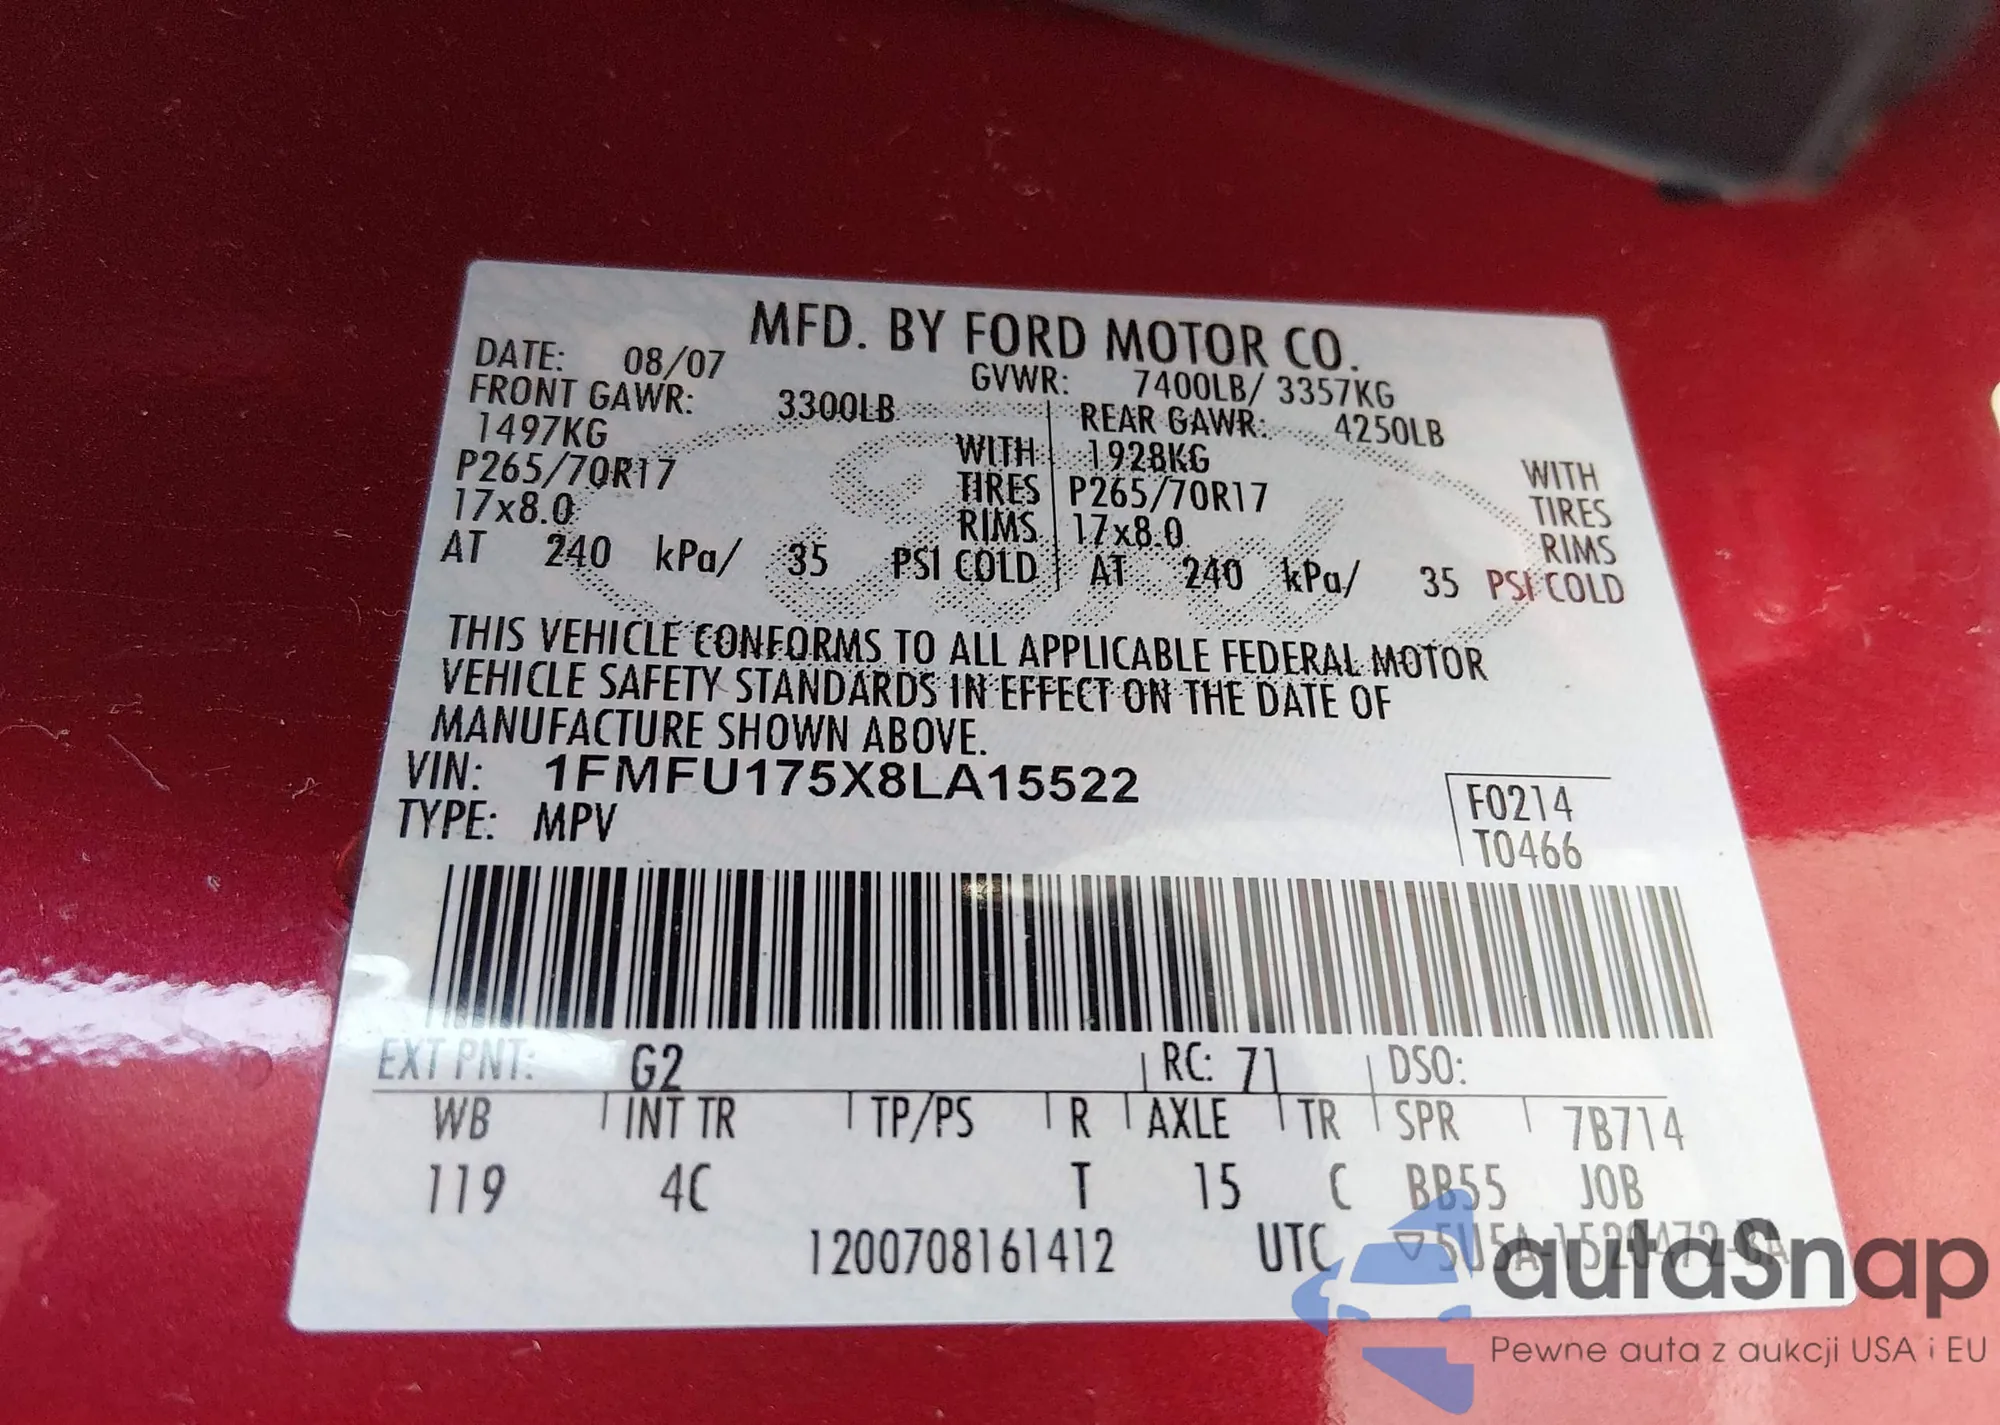 MFD. BY FORD MOTOR CO.
DATE: 08/07 GVWR: 7400LB/ 3357KG
FRONT GAWR: 3300LB REAR GAWR: 4250LB
1497KG WITH 1928KG WITH
P265/70R17 TIRES P265/70R17 TIRES
17x8.0 RIMS 17x8.0 RIMS
AT 240 kPa/ 35 PSI COLD AT 240 kPa/ 35 PSI COLD
THIS VEHICLE CONFORMS TO ALL APPLICABLE FEDERAL MOTOR
VEHICLE SAFETY STANDARDS IN EFFECT ON THE DATE OF
MANUFACTURE SHOWN ABOVE.
VIN: 1FMFU175X8LA15522
TYPE: MPV
F0214
T0466
EXT PNT: G2 RC: 71 DSO:
WB INT TR TP/PS R AXLE TR SPR 7B714
119 4C T 15 C BB55 JOB
1200708161412 UTC
autaSnap
Pewne auta z aukcji USA i EU